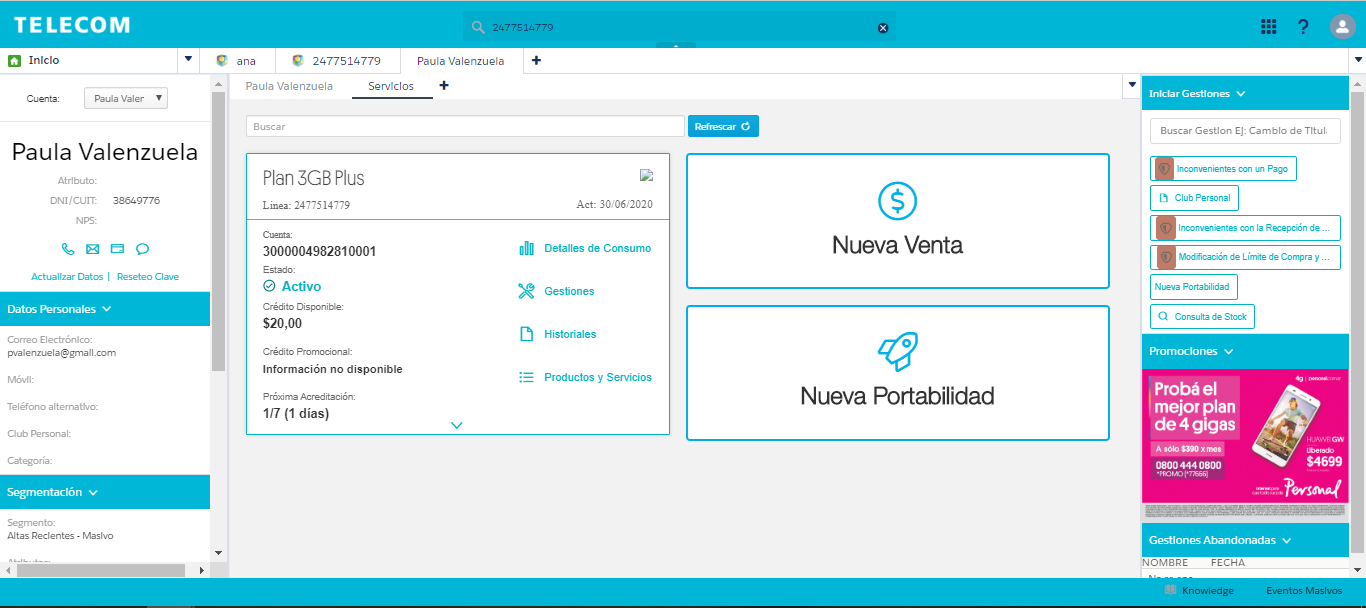 TELECOM
2477514779
Inicio
ana
2477514779
Paula Valenzuela
Cuenta:
Paula Valer
Paula Valenzuela
Atributo:
DNI/CUIT: 38649776
NPS:
Actualizar Datos | Reseteo Clave
Datos Personales
Correo Electrónico:
pvalenzuela@gmail.com
Móvil:
Teléfono alternativo:
Club Personal:
Categoría:
Segmentación
Segmento:
Altas Recientes - Masivo
Atributos:
Paula Valenzuela
Servicios
Buscar
Refrescar
Plan 3GB Plus
Linea: 2477514779
Act: 30/06/2020
Cuenta:
3000004982810001
Estado:
Activo
Crédito Disponible:
$20,00
Crédito Promocional:
Información no disponible
Próxima Acreditación:
1/7 (1 días)
Detalles de Consumo
Gestiones
Historiales
Productos y Servicios
Nueva Venta
Nueva Portabilidad
Iniciar Gestiones
Buscar Gestion EJ: Cambio de Titula
Inconvenientes con un Pago
Club Personal
Inconvenientes con la Recepción de ...
Modificación de Límite de Compra y ...
Nueva Portabilidad
Consulta de Stock
Promociones
4g | personal.com.ar
Probá el
mejor plan
de 4 gigas
A sólo $390 x mes
0800 444 0800
*PROMO (*77666)
HUAWEI GW
Liberado
$4699
Personal
Gestiones Abandonadas
NOMBRE FECHA
Knowledge
Eventos Masivos